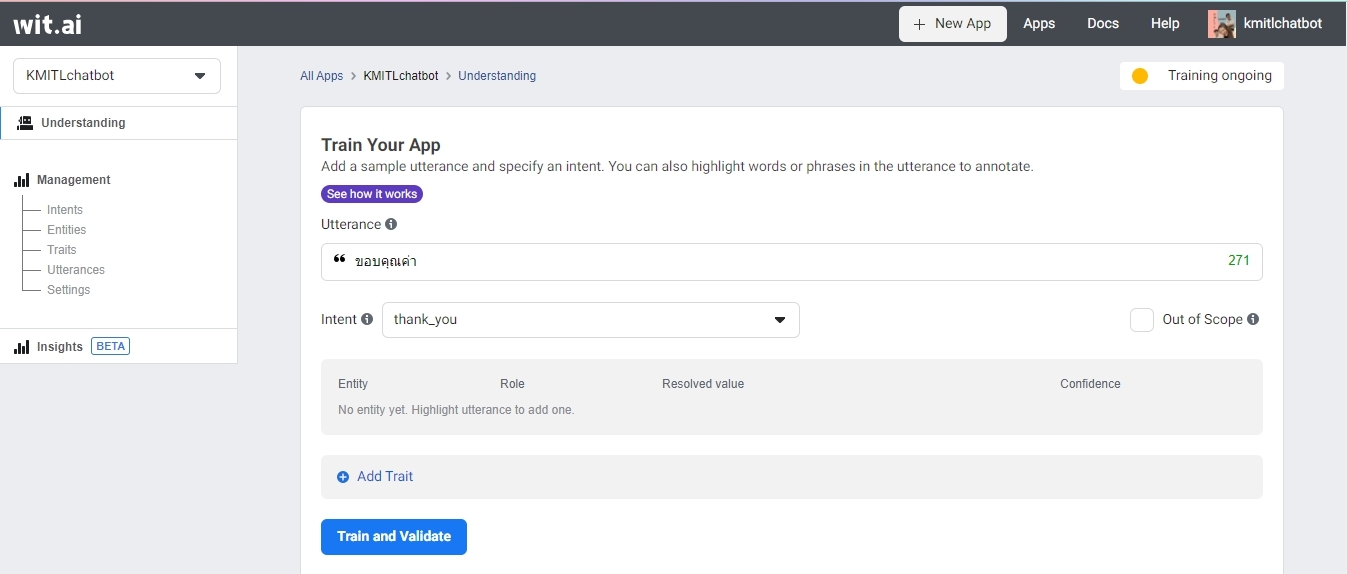 wit.ai
New App Apps Docs Help kmitlchatbot
KMITLchatbot
All Apps > KMITLchatbot > Understanding
Training ongoing
Understanding
Management
Intents
Entities
Traits
Utterances
Settings
Insights BETA
Train Your App
Add a sample utterance and specify an intent. You can also highlight words or phrases in the utterance to annotate.
See how it works
Utterance
ขอบคุณค่า 271
Intent thank_you Out of Scope
Entity Role Resolved value Confidence
No entity yet. Highlight utterance to add one.
Add Trait
Train and Validate